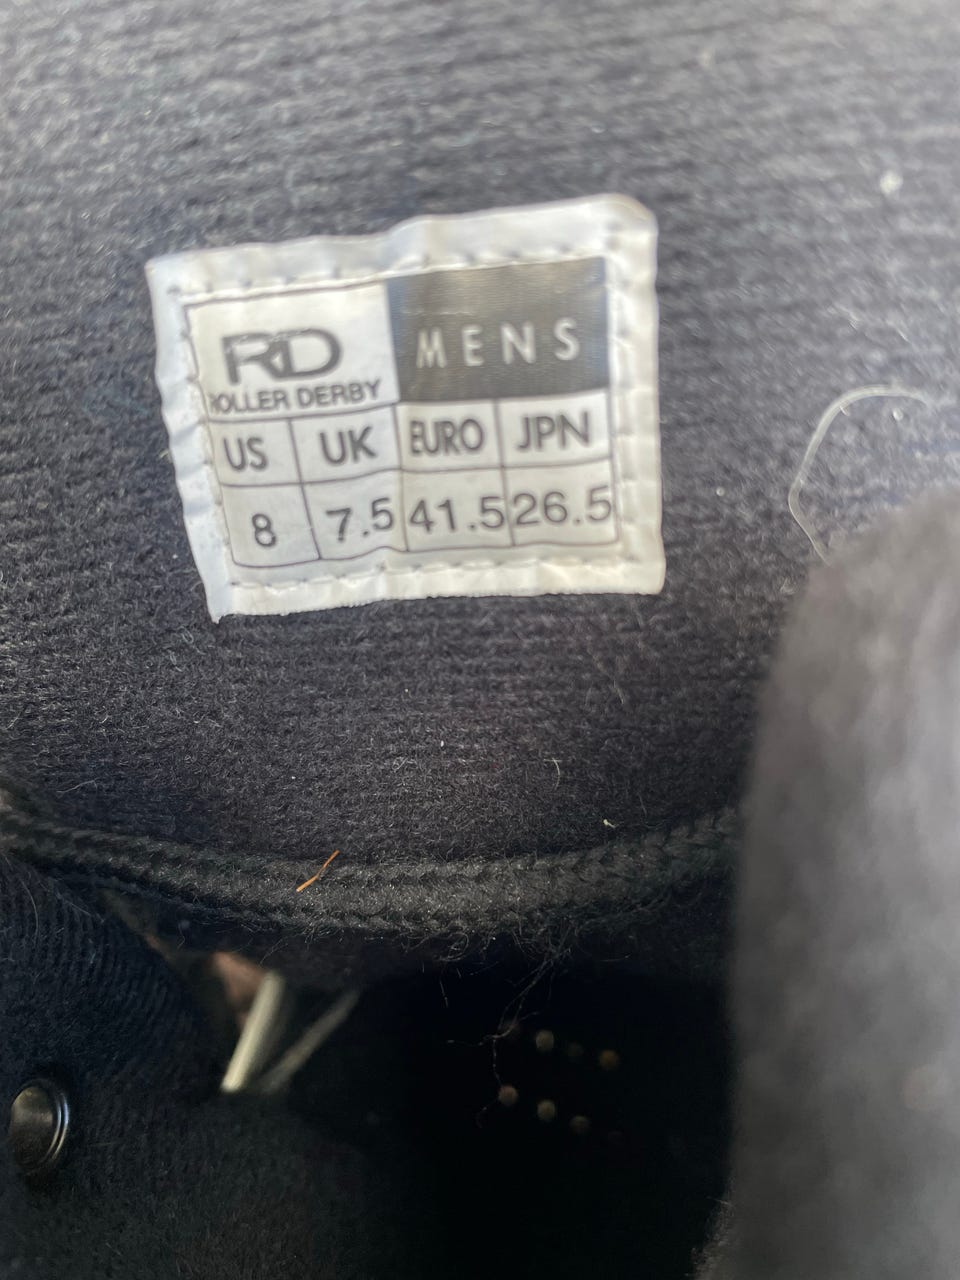 RD MENS
ROLLER DERBY
US UK EURO JPN
8 7.5 41.5 26.5